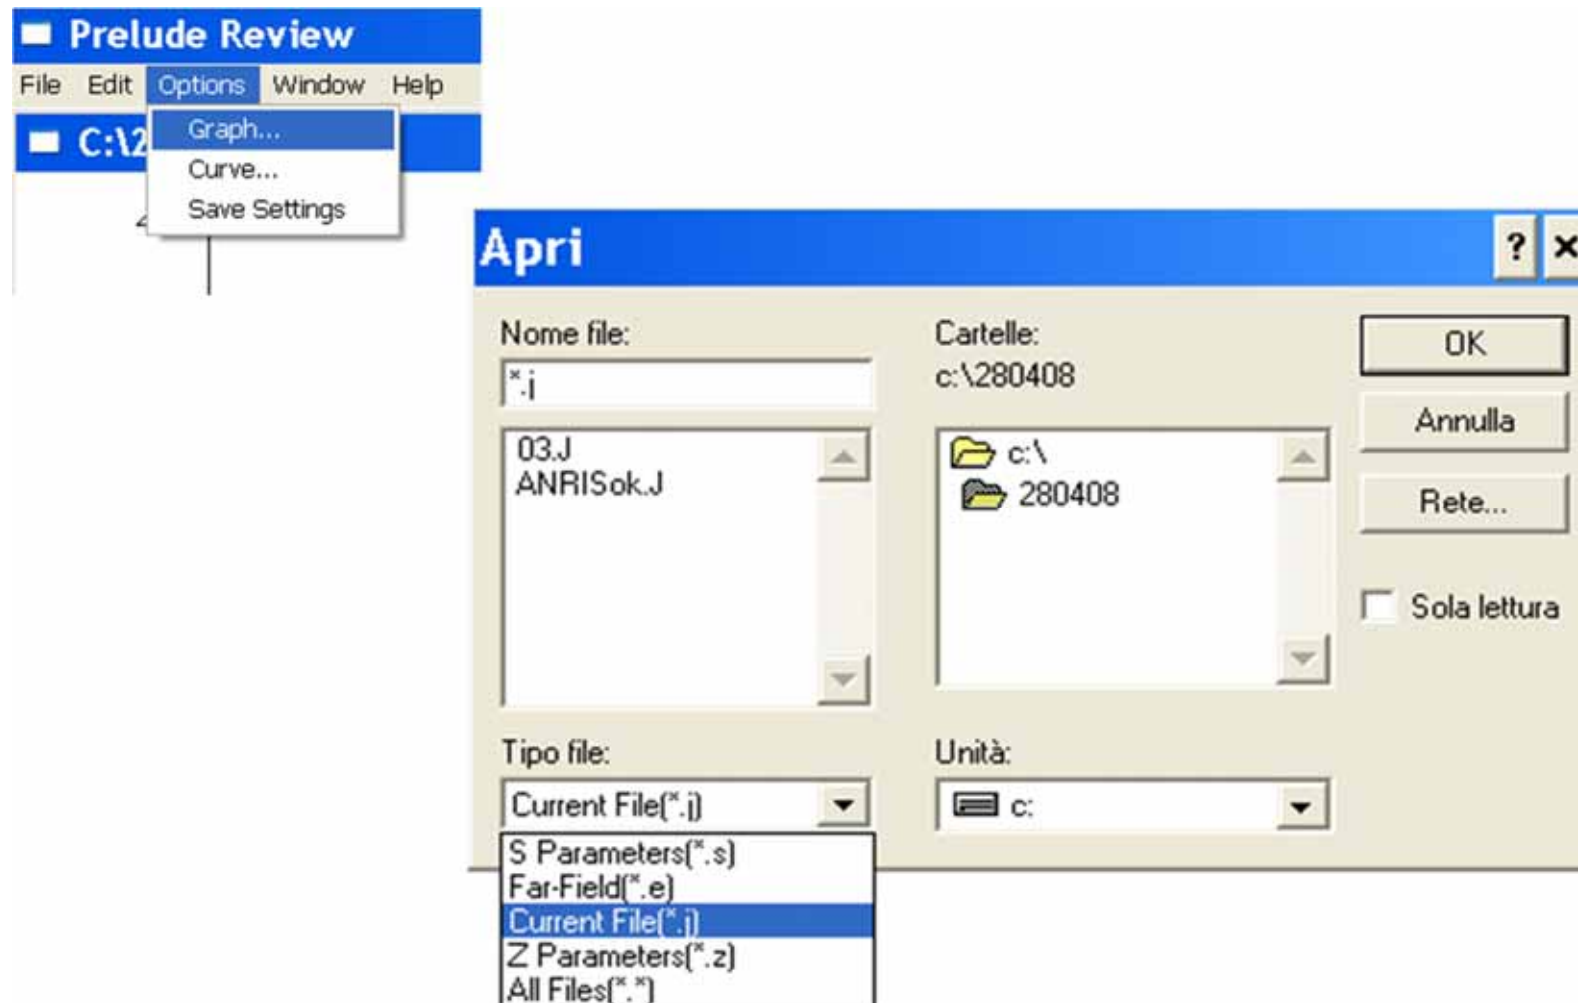 Prelude Review
File Edit Options Window Help
Graph...
C:\2
Curve...
Save Settings
Apri
?
Nome file:
*.j
03.J
ANRISok.J
Cartelle:
c:\280408
c:\
280408
OK
Annulla
Rete...
Sola lettura
Tipo file:
Current File(*.j)
S Parameters(*.s)
Far-Field(*.e)
Current File(*.j)
Z Parameters(*.z)
All Files(*.*)
Unità:
c: